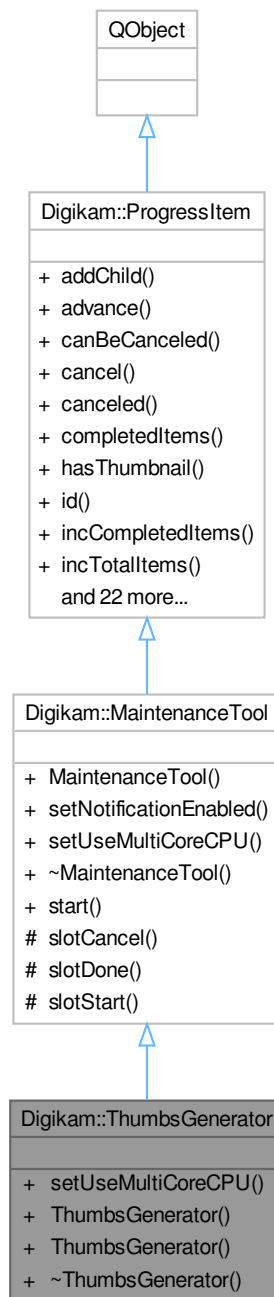 QObject
Digikam::ProgressItem
+ addChild()
+ advance()
+ canBeCanceled()
+ cancel()
+ canceled()
+ completedItems()
+ hasThumbnail()
+ id()
+ incCompletedItems()
+ incTotalItems()
and 22 more...
Digikam::MaintenanceTool
+ MaintenanceTool()
+ setNotificationEnabled()
+ setUseMultiCoreCPU()
+ ~MaintenanceTool()
+ start()
# slotCancel()
# slotDone()
# slotStart()
Digikam::ThumbsGenerator
+ setUseMultiCoreCPU()
+ ThumbsGenerator()
+ ThumbsGenerator()
+ ~ThumbsGenerator()